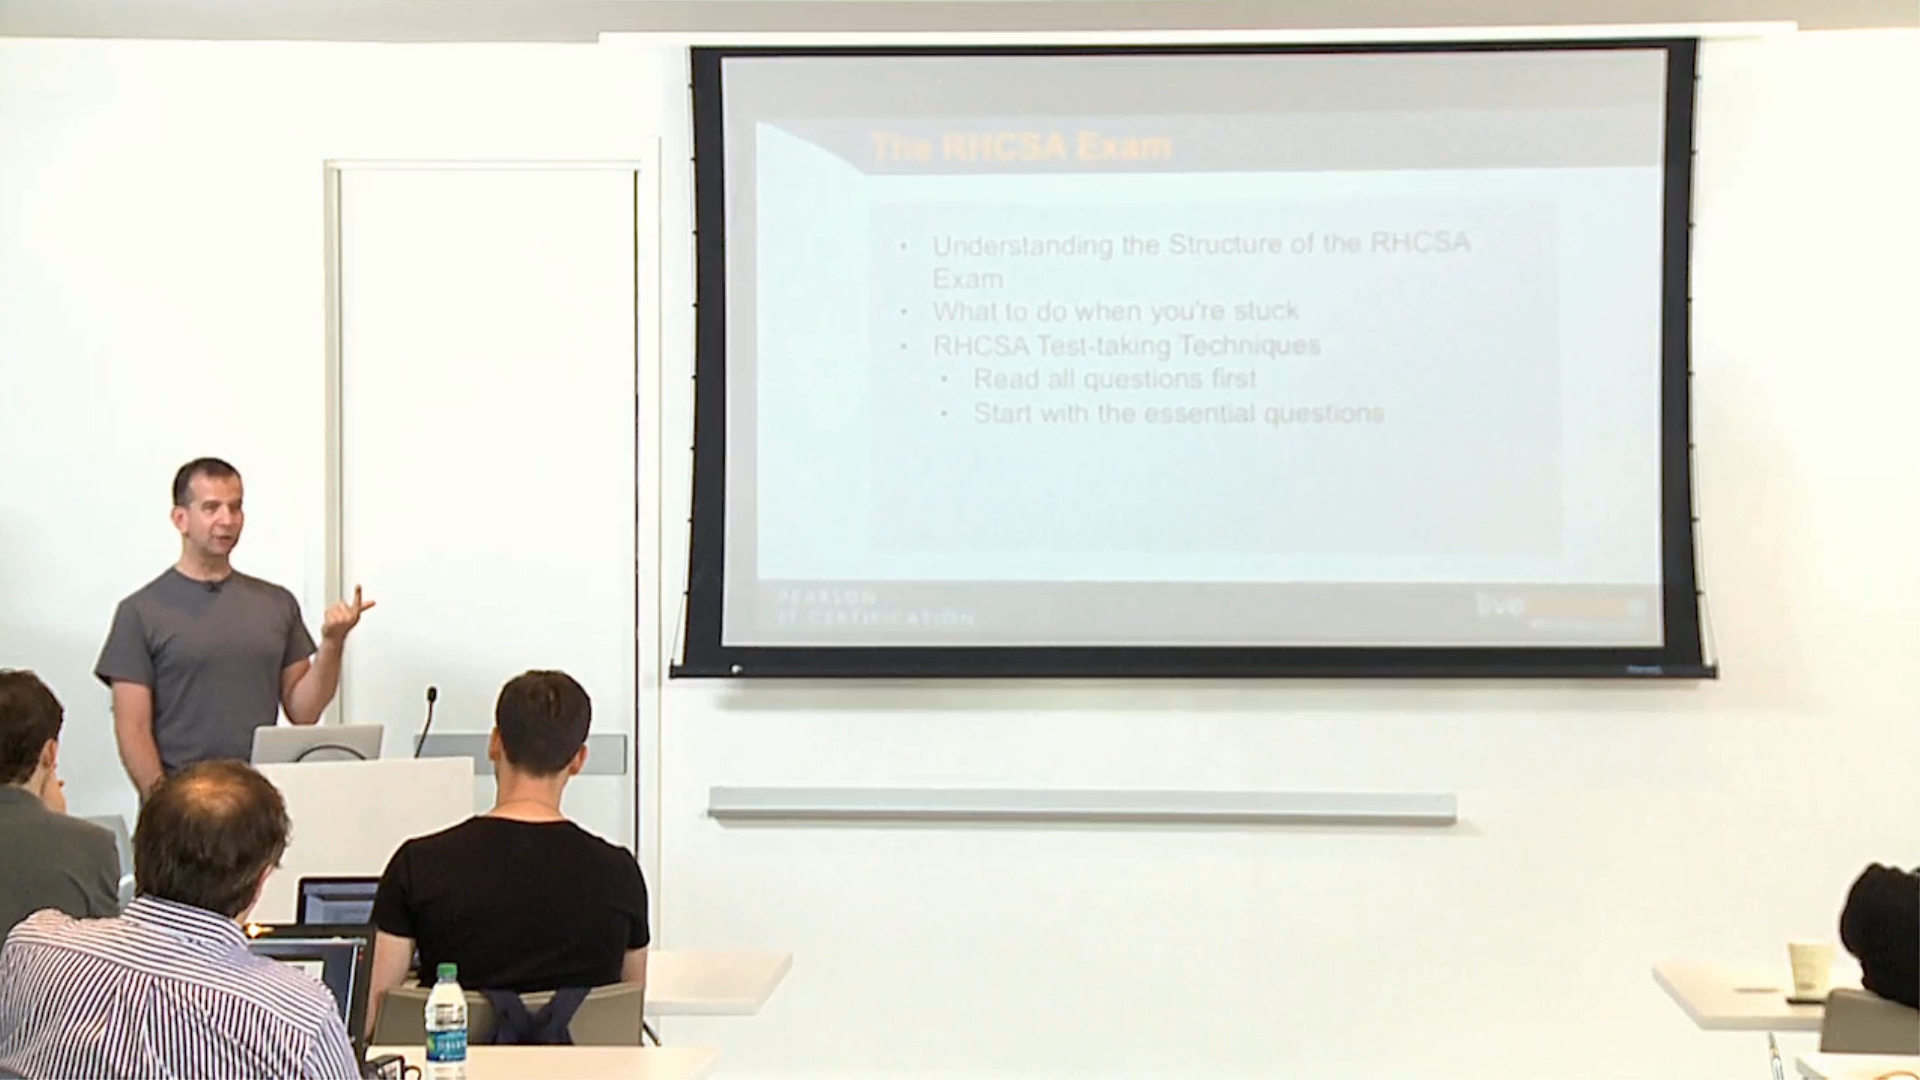 The RHCSA Exam
• Understanding the Structure of the RHCSA
Exam
• What to do when you're stuck
• RHCSA Test-taking Techniques
• Read all questions first
• Start with the essential questions
PEARSON
IT CERTIFICATION
live